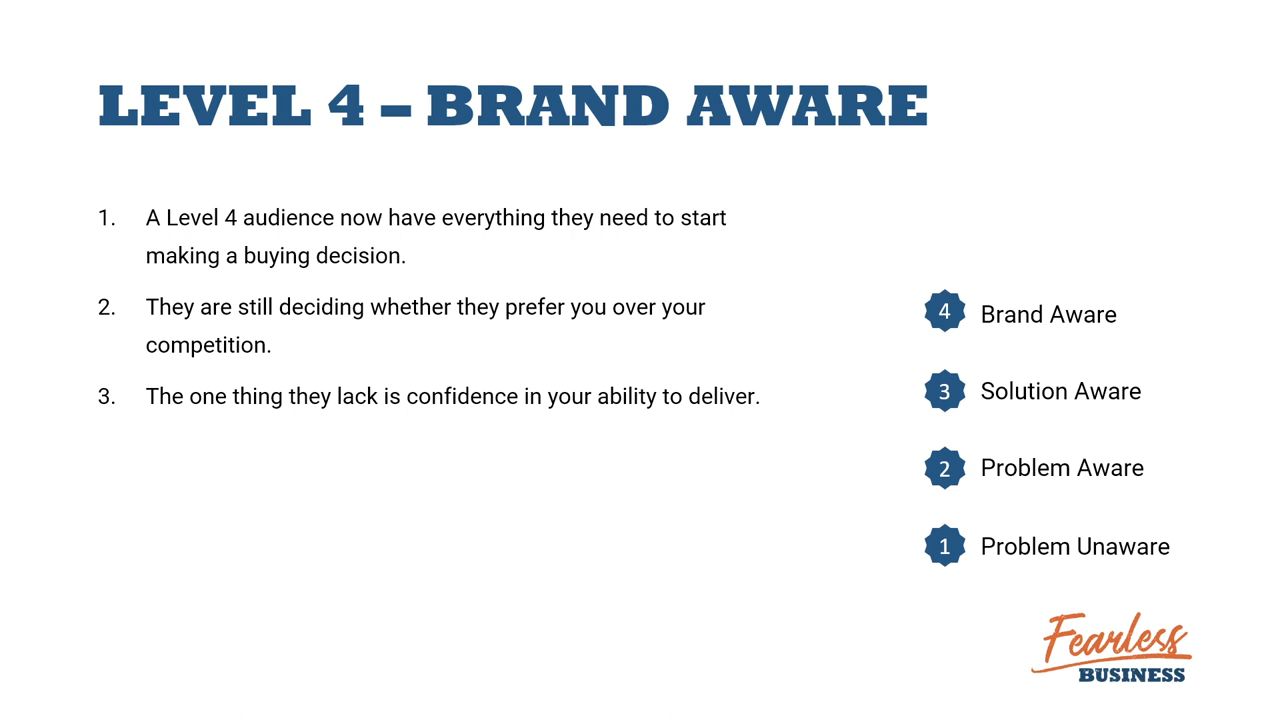 LEVEL 4 – BRAND AWARE
1. A Level 4 audience now have everything they need to start
making a buying decision.
2. They are still deciding whether they prefer you over your
competition.
3. The one thing they lack is confidence in your ability to deliver.
4 Brand Aware
3 Solution Aware
2 Problem Aware
1 Problem Unaware
Fearless
BUSINESS